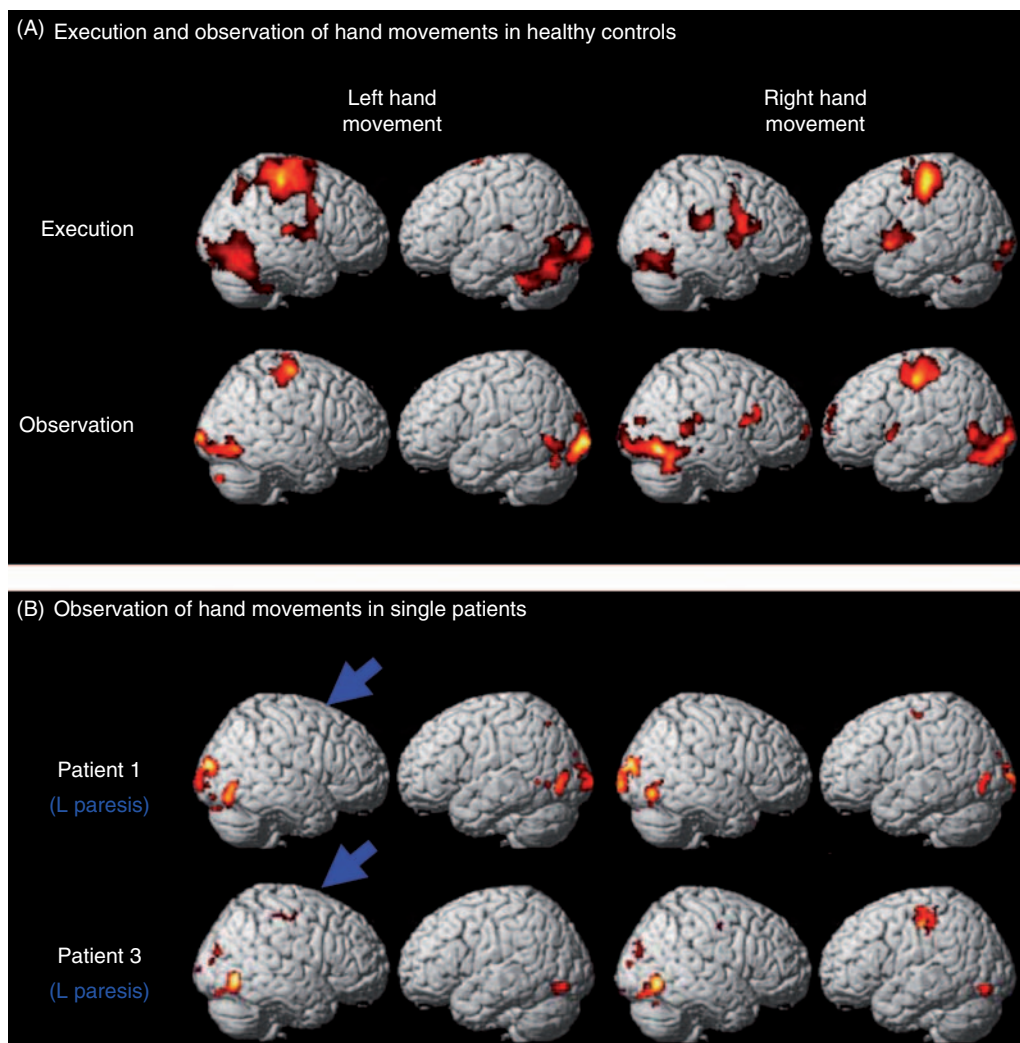 (A) Execution and observation of hand movements in healthy controls
Left hand
movement
Right hand
movement
Execution
Observation
(B) Observation of hand movements in single patients
Patient 1
(L paresis)
Patient 3
(L paresis)